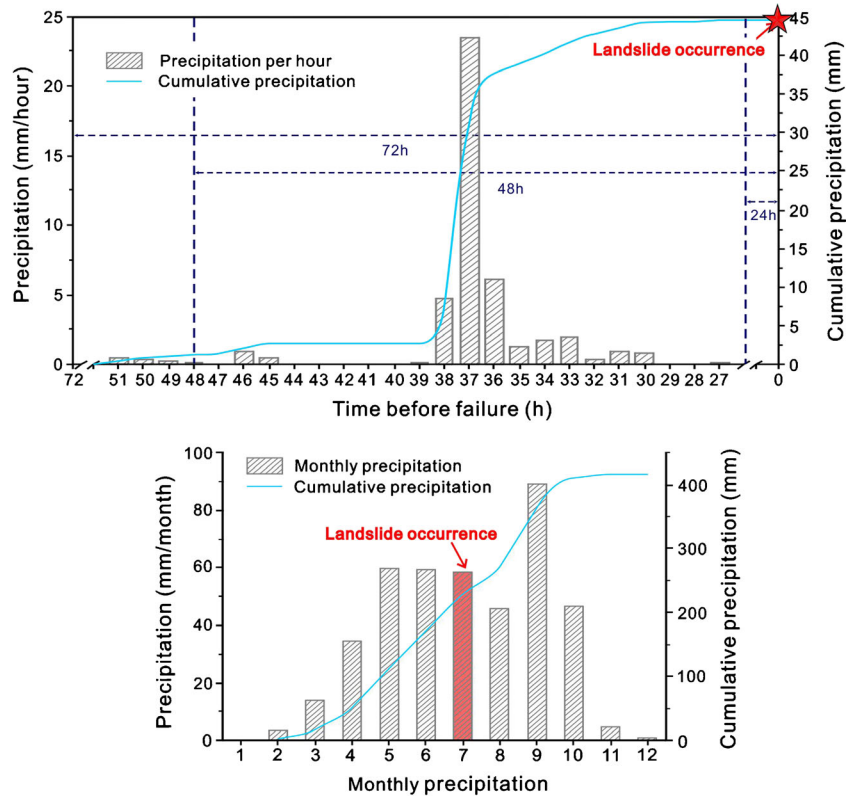 Precipitation (mm/hour)
25
20
15
10
5
0
Precipitation per hour
Cumulative precipitation
Landslide occurrence
72h
48h
24h
45
40
35
30
25
20
15
10
5
0
Cumulative precipitation (mm)
72 51 50 49 48 47 46 45 44 43 42 41 40 39 38 37 36 35 34 33 32 31 30 29 28 27 0
Time before failure (h)
Precipitation (mm/month)
100
80
60
40
20
0
Monthly precipitation
Cumulative precipitation
Landslide occurrence
400
300
200
100
0
Cumulative precipitation (mm)
1 2 3 4 5 6 7 8 9 10 11 12
Monthly precipitation